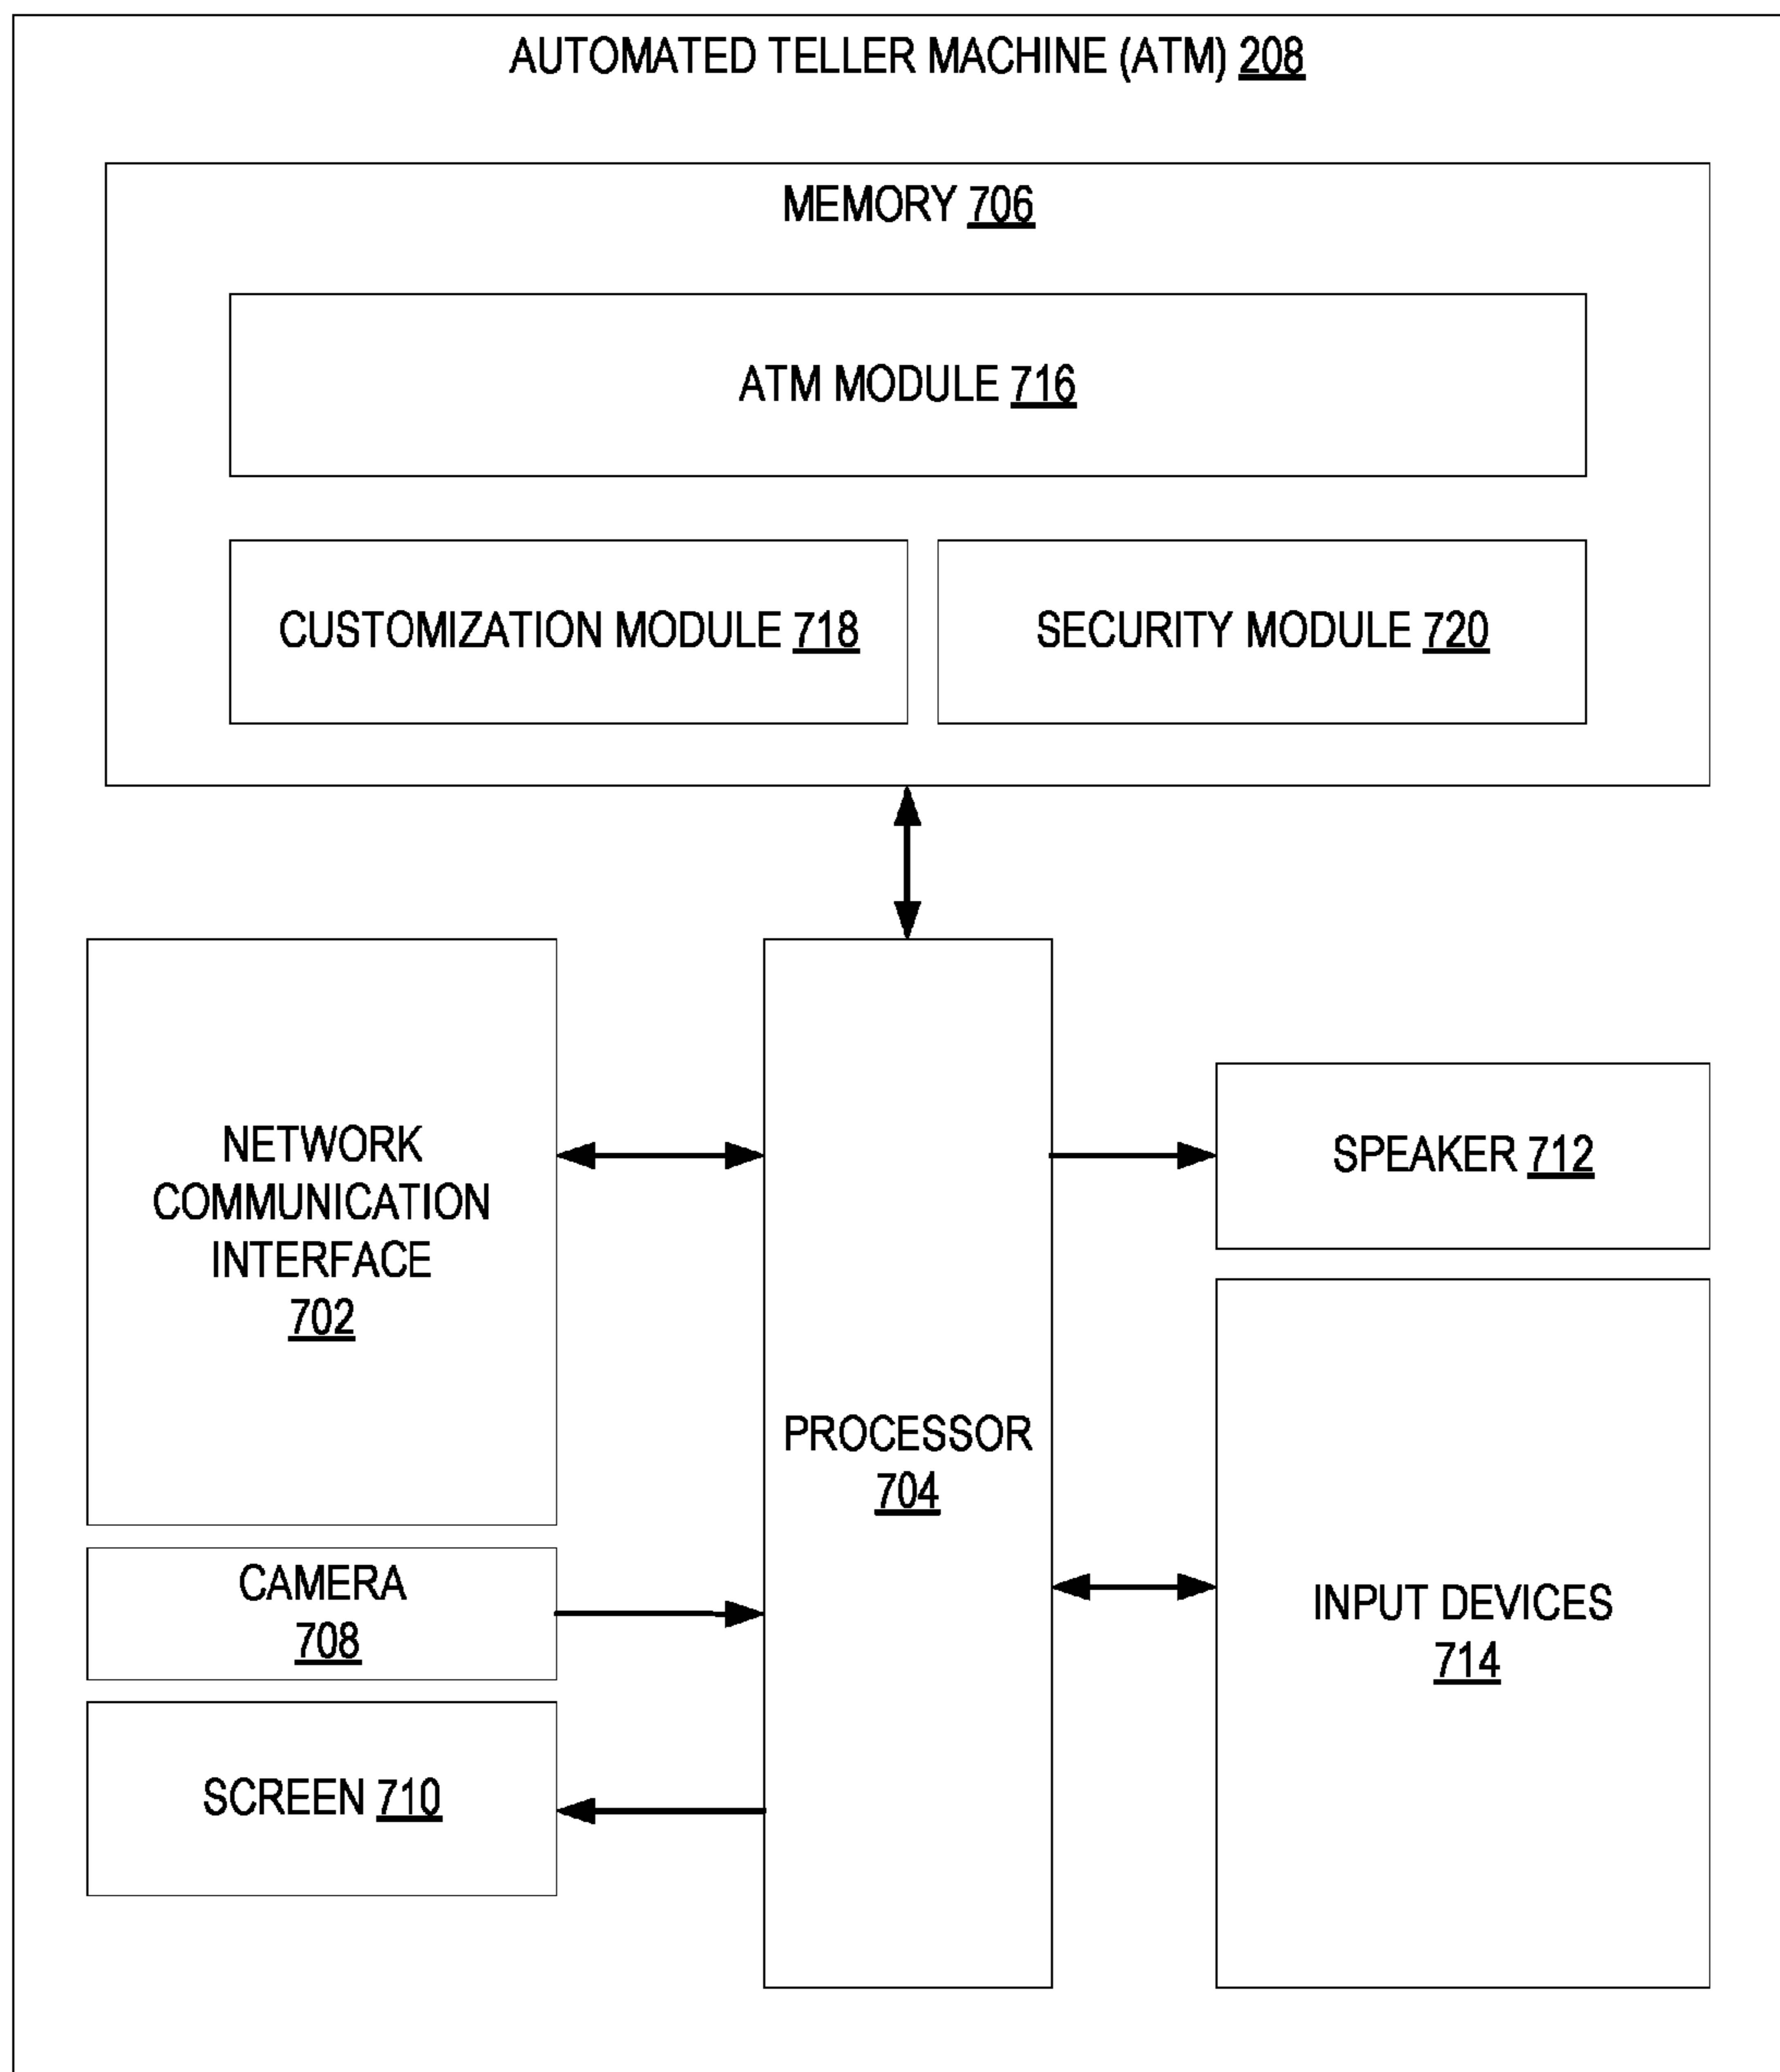 AUTOMATED TELLER MACHINE (ATM) 208
MEMORY 706
ATM MODULE 716
CUSTOMIZATION MODULE 718
SECURITY MODULE 720
NETWORK
COMMUNICATION
INTERFACE
702
PROCESSOR
704
SPEAKER 712
CAMERA
708
INPUT DEVICES
714
SCREEN 710